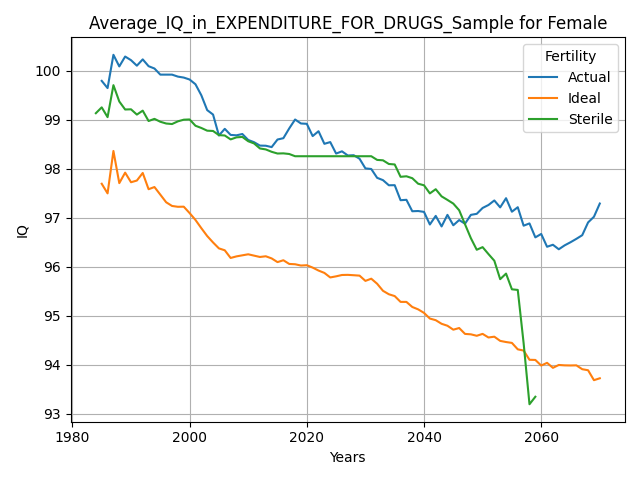 Average_IQ_in_EXPENDITURE_FOR_DRUGS_Sample for Female
Fertility
Actual
Ideal
Sterile
IQ
100
99
98
97
96
95
94
93
1980
2000
2020
2040
2060
Years